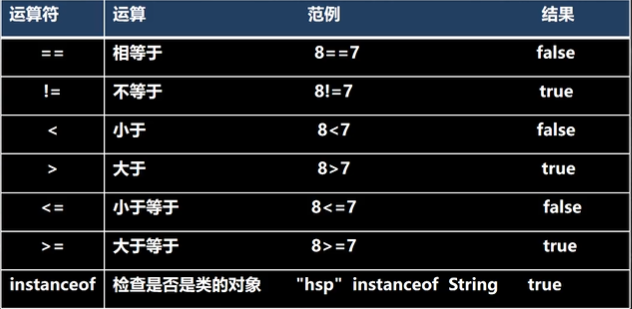 运算符 运算 范例 结果
== 相等于 8==7 false
!= 不等于 8!=7 true
< 小于 8<7 false
> 大于 8>7 true
<= 小于等于 8<=7 false
>= 大于等于 8>=7 true
instanceof 检查是否是类的对象 "hsp" instanceof String true